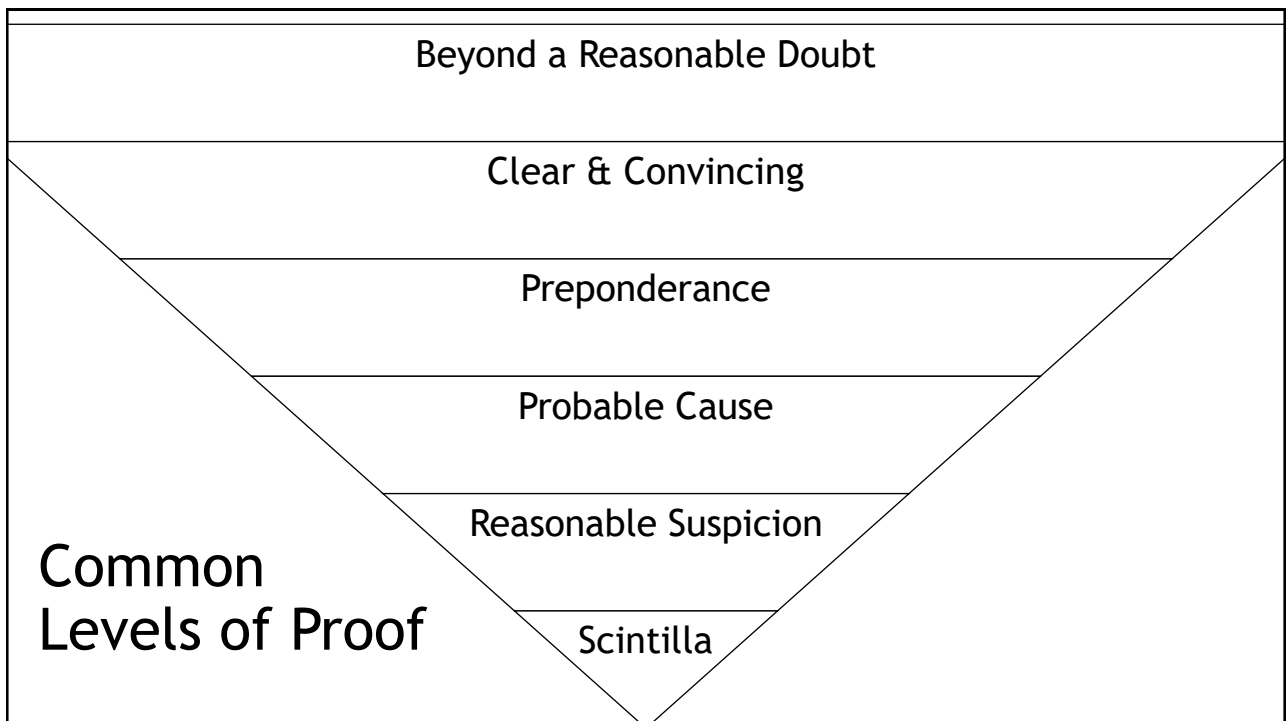 Beyond a Reasonable Doubt
Clear & Convincing
Preponderance
Probable Cause
Reasonable Suspicion
Scintilla
Common
Levels of Proof